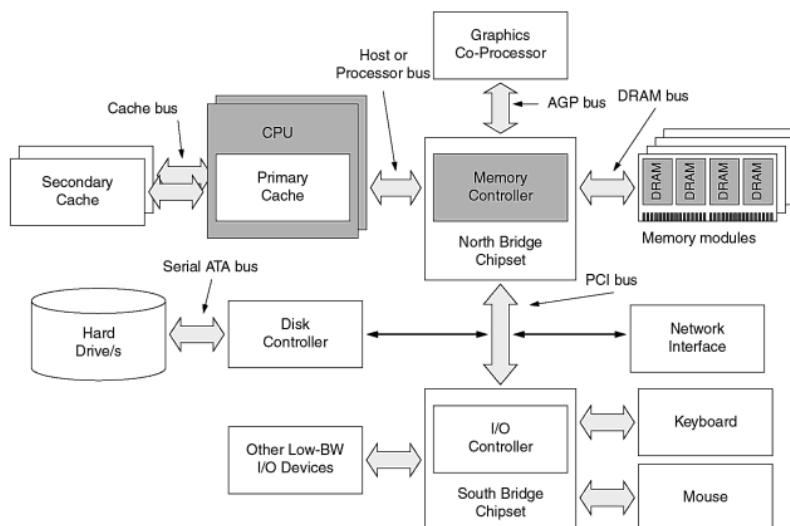 Graphics
Co-Processor
Host or
Processor bus
AGP bus
DRAM bus
Cache bus
CPU
Primary
Cache
Secondary
Cache
Memory
Controller
North Bridge
Chipset
DRAM
DRAM
DRAM
DRAM
Memory modules
Serial ATA bus
PCI bus
Hard
Drive/s
Disk
Controller
Network
Interface
I/O
Controller
South Bridge
Chipset
Other Low-BW
I/O Devices
Keyboard
Mouse